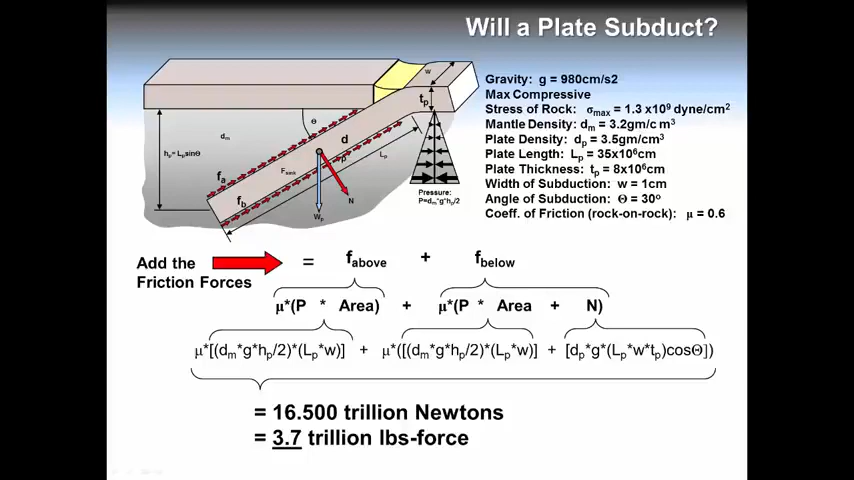 Will a Plate Subduct?
Gravity: g = 980cm/s2
Max Compressive
Stress of Rock: σmax = 1.3 x10⁹ dyne/cm²
Mantle Density: dm = 3.2gm/c m³
Plate Density: dp = 3.5gm/cm³
Plate Length: Lp = 35x10⁶cm
Plate Thickness: tp = 8x10⁶cm
Width of Subduction: w = 1cm
Angle of Subduction: Θ = 30°
Coeff. of Friction (rock-on-rock): μ = 0.6
w
tp
Θ
dm
d
p
hp= LpsinΘ
Lp
Fsink
fa
fb
N
Wp
Pressure:
P=dm*g*hp/2
Add the
Friction Forces
= fabove + fbelow
μ*(P * Area) + μ*(P * Area + N)
μ*[(dm*g*hp/2)*(Lp*w)] + μ*([(dm*g*hp/2)*(Lp*w)] + [dp*g*(Lp*w*tp)cosΘ])
= 16.500 trillion Newtons
= 3.7 trillion lbs-force